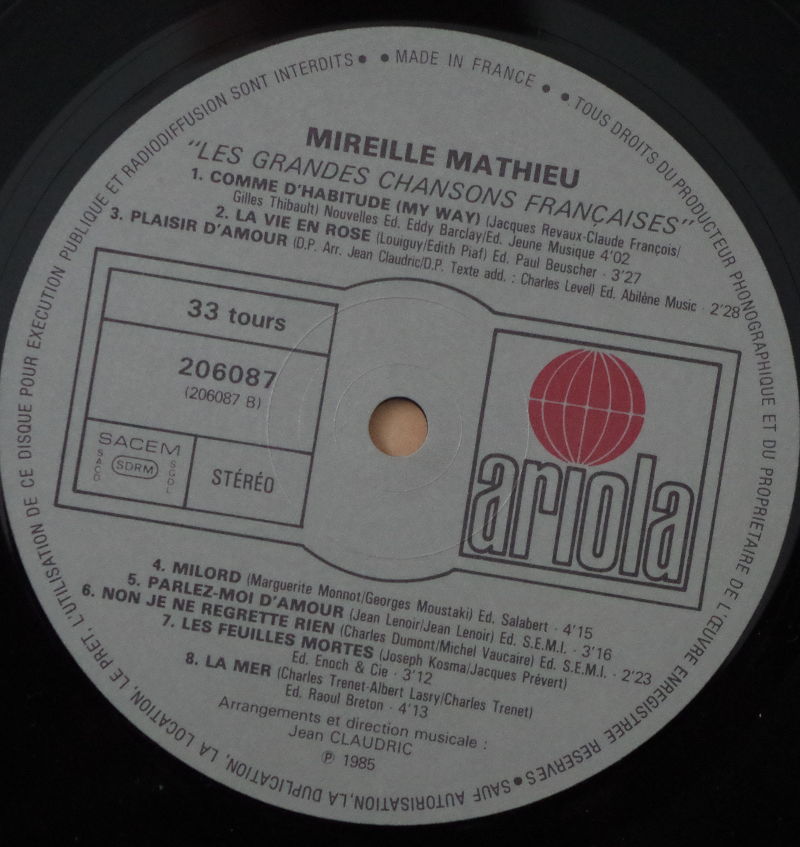 • MADE IN FRANCE •
• TOUS DROITS DU PRODUCTEUR PHONOGRAPHIQUE ET DU PROPRIETAIRE DE L'ŒUVRE ENREGISTREE RESERVES • SAUF AUTORISATION, LA DUPLICATION, LA LOCATION, LE PRET, L'UTILISATION DE CE DISQUE POUR EXECUTION PUBLIQUE ET RADIODIFFUSION SONT INTERDITS •
MIREILLE MATHIEU
"LES GRANDES CHANSONS FRANÇAISES"
1. COMME D'HABITUDE (MY WAY) (Jacques Revaux-Claude François/
Gilles Thibault) Nouvelles Ed. Eddy Barclay/Ed. Jeune Musique 4'02
2. LA VIE EN ROSE (Louiguy/Edith Piaf) Ed. Paul Beuscher · 3'27
3. PLAISIR D'AMOUR (D.P. Arr. Jean Claudric/D.P. Texte add. : Charles Level) Ed. Abilène Music · 2'28
33 tours
206087
(206087 B)
SACEM
SACD
SDRM
SGDL
STÉRÉO
ariola
4. MILORD (Marguerite Monnot/Georges Moustaki) Ed. Salabert · 4'15
5. PARLEZ-MOI D'AMOUR (Jean Lenoir/Jean Lenoir) Ed. S.E.M.I. · 3'16
6. NON JE NE REGRETTE RIEN (Charles Dumont/Michel Vaucaire) Ed. S.E.M.I. · 2'23
7. LES FEUILLES MORTES (Joseph Kosma/Jacques Prévert)
Ed. Enoch & Cie · 3'12
8. LA MER (Charles Trenet-Albert Lasry/Charles Trenet)
Ed. Raoul Breton · 4'13
Arrangements et direction musicale :
Jean CLAUDRIC
℗ 1985